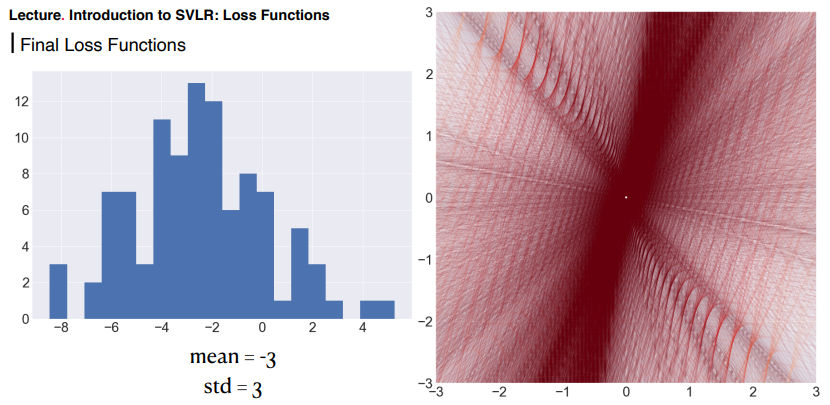 Lecture. Introduction to SVLR: Loss Functions
Final Loss Functions
12
10
8
6
4
2
0
−8 −6 −4 −2 0 2 4
mean = -3
std = 3
3
2
1
0
−1
−2
−3
−3 −2 −1 0 1 2 3